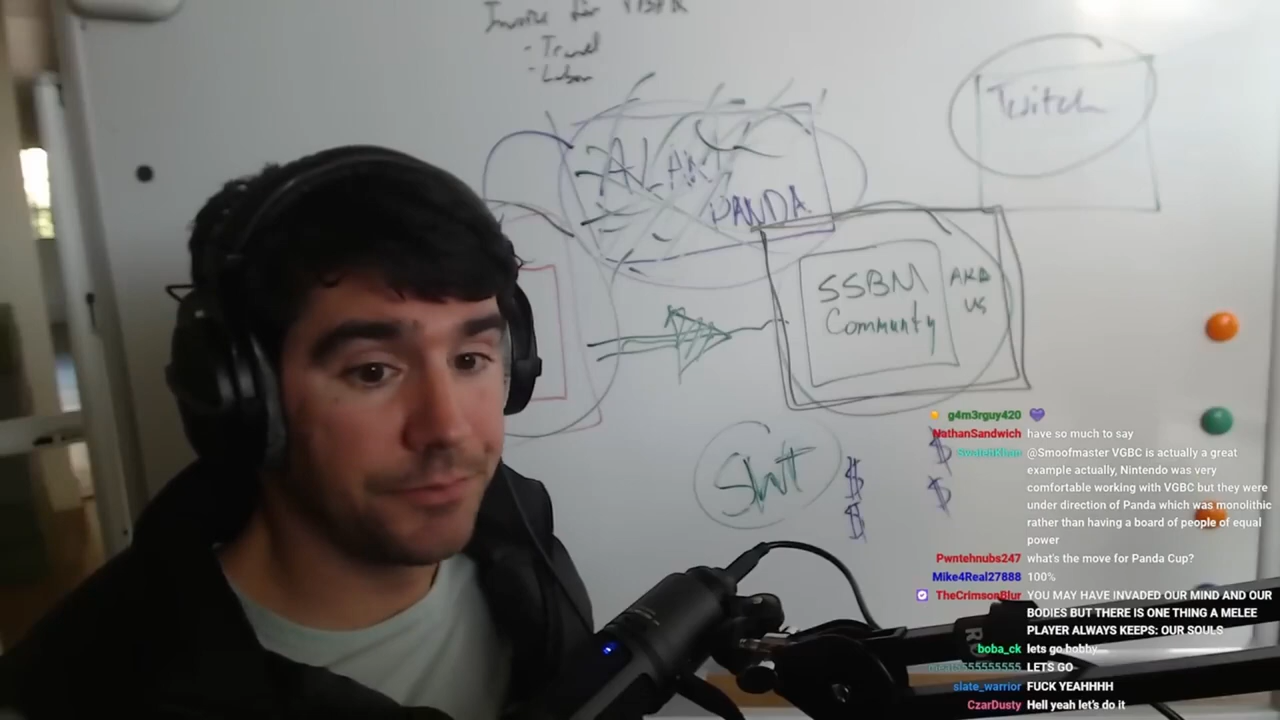 Invoice for
- Travel
- Labor
Twitch
ALAN
PANDA
SSBM
Community
AKA
US
$ $
$ $
g4m3rguy420 💜
NathanSandwich have so much to say
@Smoofmaster VGBC is actually a great
example actually, Nintendo was very
comfortable working with VGBC but they were
under direction of Panda which was monolithic
rather than having a board of people of equal
power
Pwntehnubs247 what's the move for Panda Cup?
Mike4Real27888 100%
TheCrimsonBlur YOU MAY HAVE INVADED OUR MIND AND OUR
BODIES BUT THERE IS ONE THING A MELEE
PLAYER ALWAYS KEEPS: OUR SOULS
boba_ck lets go hobby
LETS GO
slate_warrior FUCK YEAHHHH
CzarDusty Hell yeah let's do it